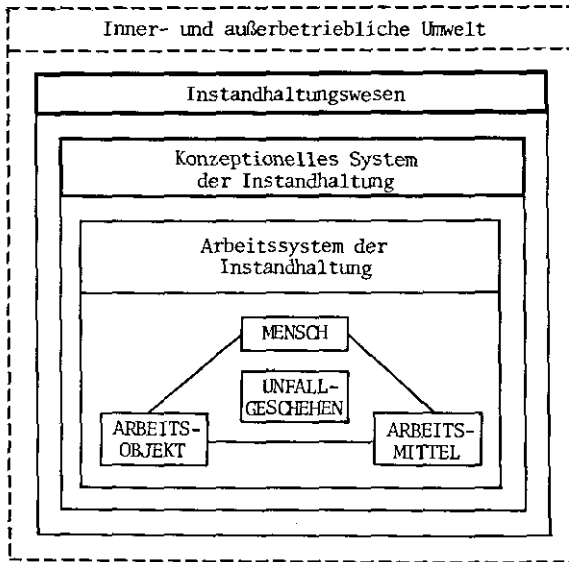 Inner- und außerbetriebliche Umwelt
Instandhaltungswesen
Konzeptionelles System
der Instandhaltung
Arbeitssystem der
Instandhaltung
MENSCH
UNFALL-
GESCHEHEN
ARBEITS-
OBJEKT
ARBEITS-
MITTEL